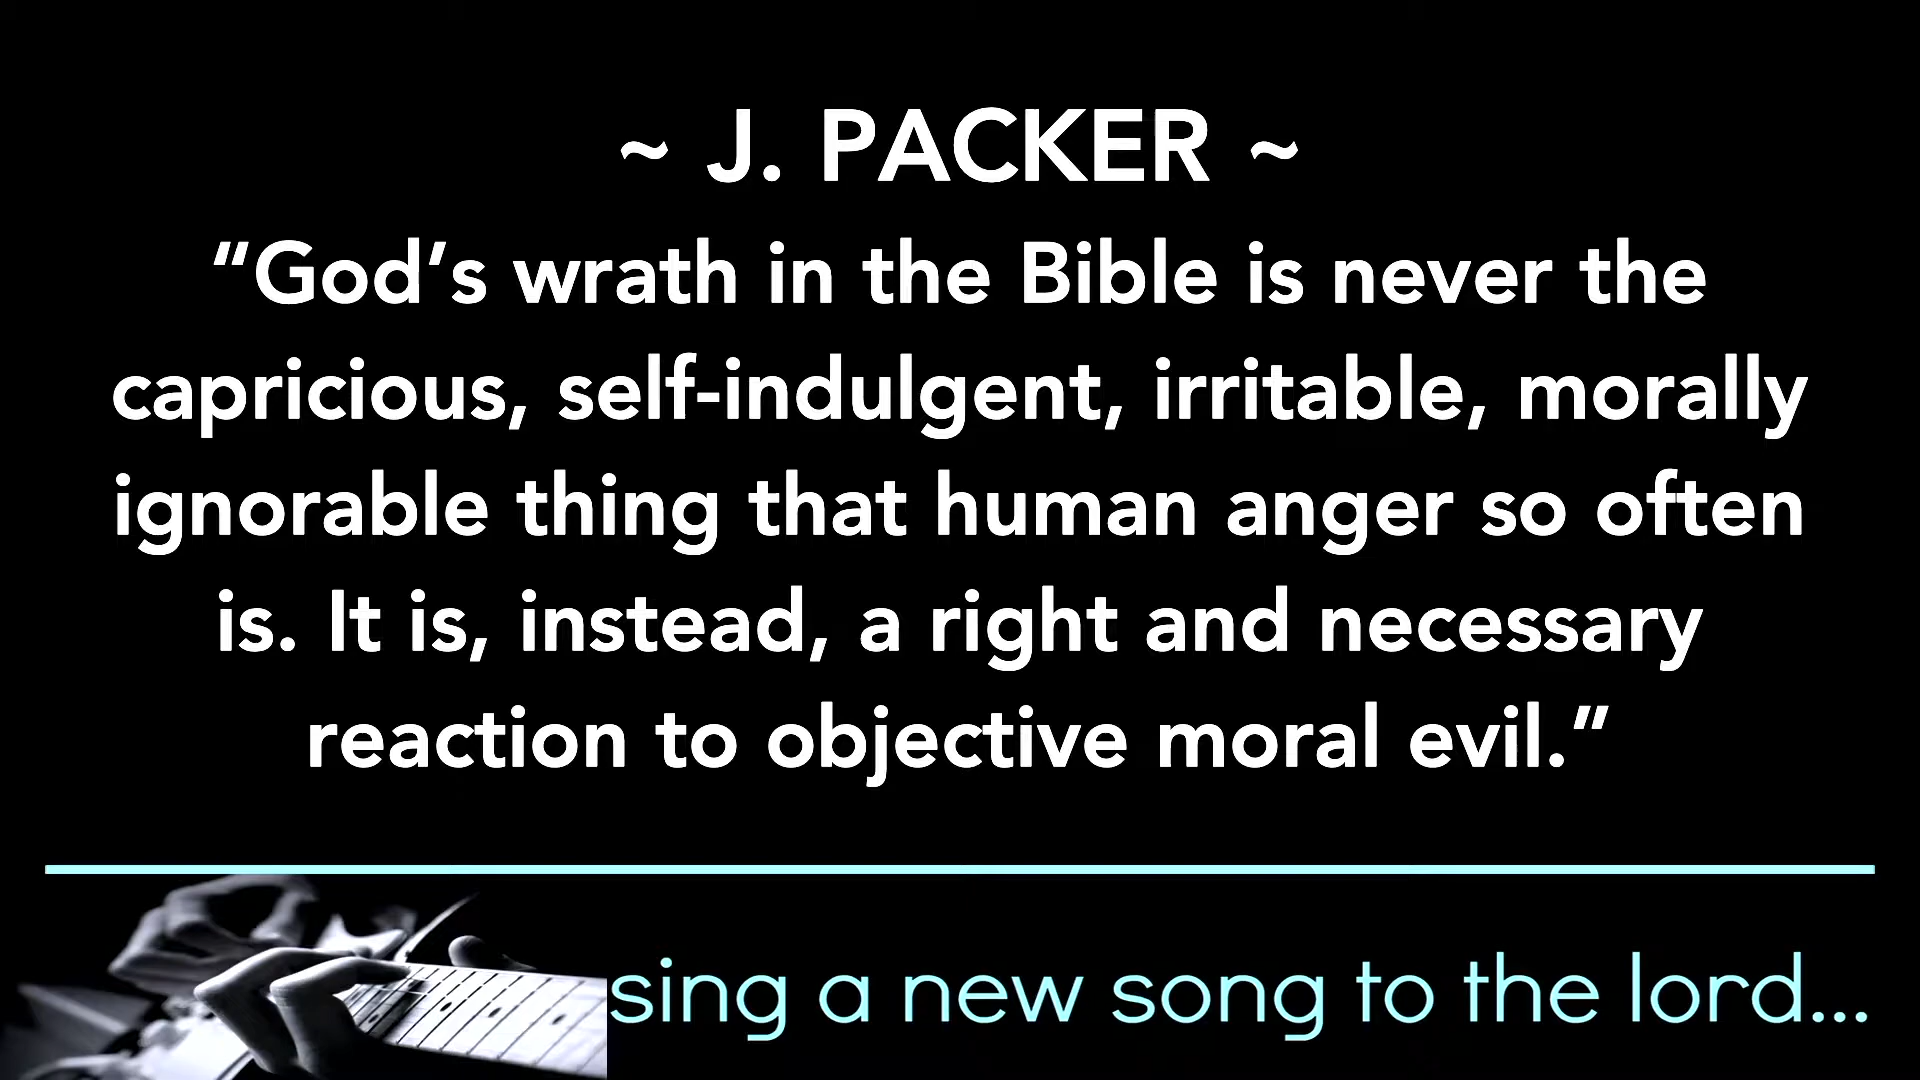 ~ J. PACKER ~
“God’s wrath in the Bible is never the
capricious, self-indulgent, irritable, morally
ignorable thing that human anger so often
is. It is, instead, a right and necessary
reaction to objective moral evil.”
sing a new song to the lord...